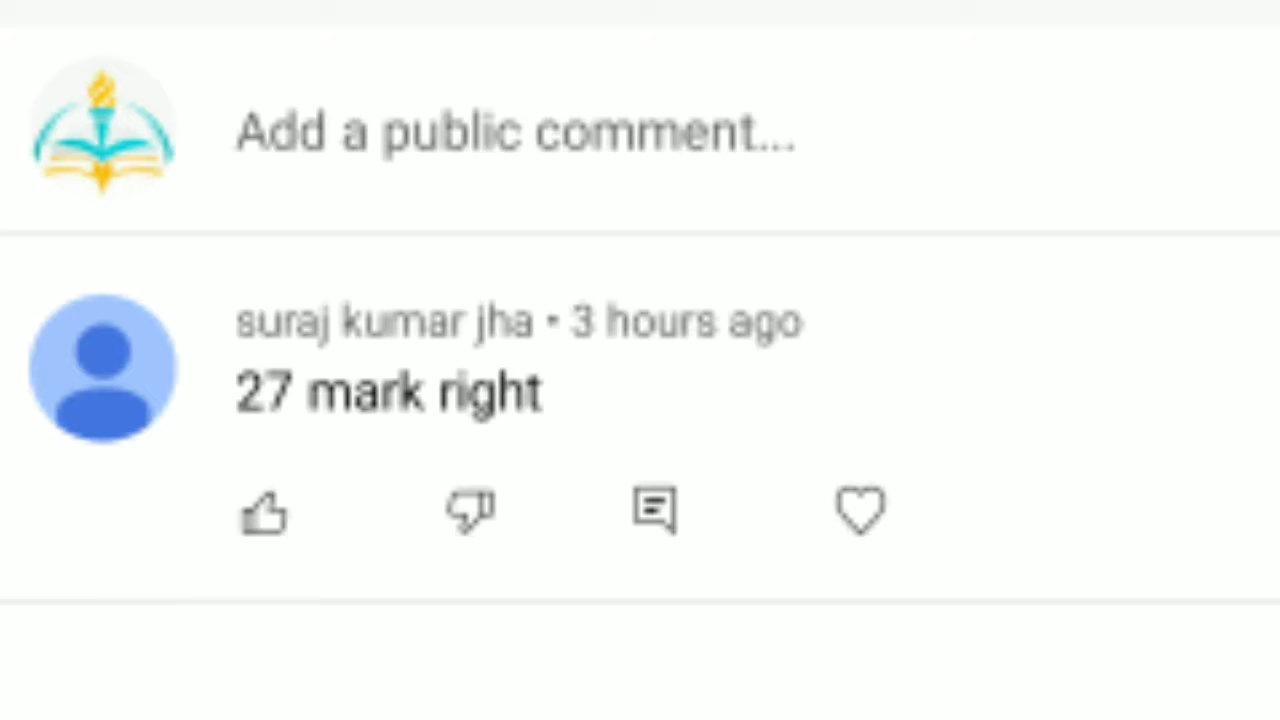 Add a public comment...
suraj kumar jha • 3 hours ago
27 mark right